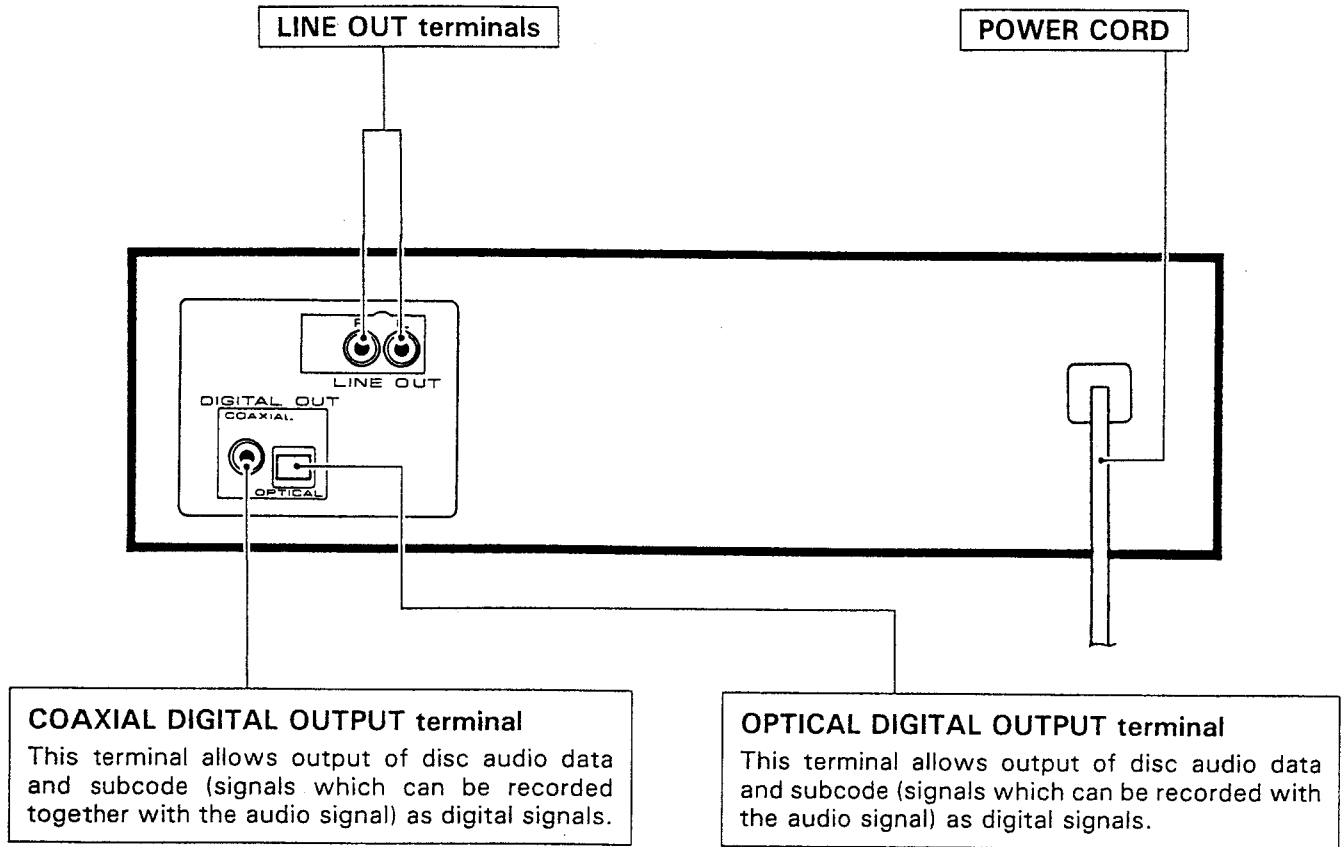 LINE OUT terminals
POWER CORD
LINE OUT
DIGITAL OUT
COAXIAL
OPTICAL
COAXIAL DIGITAL OUTPUT terminal
This terminal allows output of disc audio data
and subcode (signals which can be recorded
together with the audio signal) as digital signals.
OPTICAL DIGITAL OUTPUT terminal
This terminal allows output of disc audio data
and subcode (signals which can be recorded with
the audio signal) as digital signals.